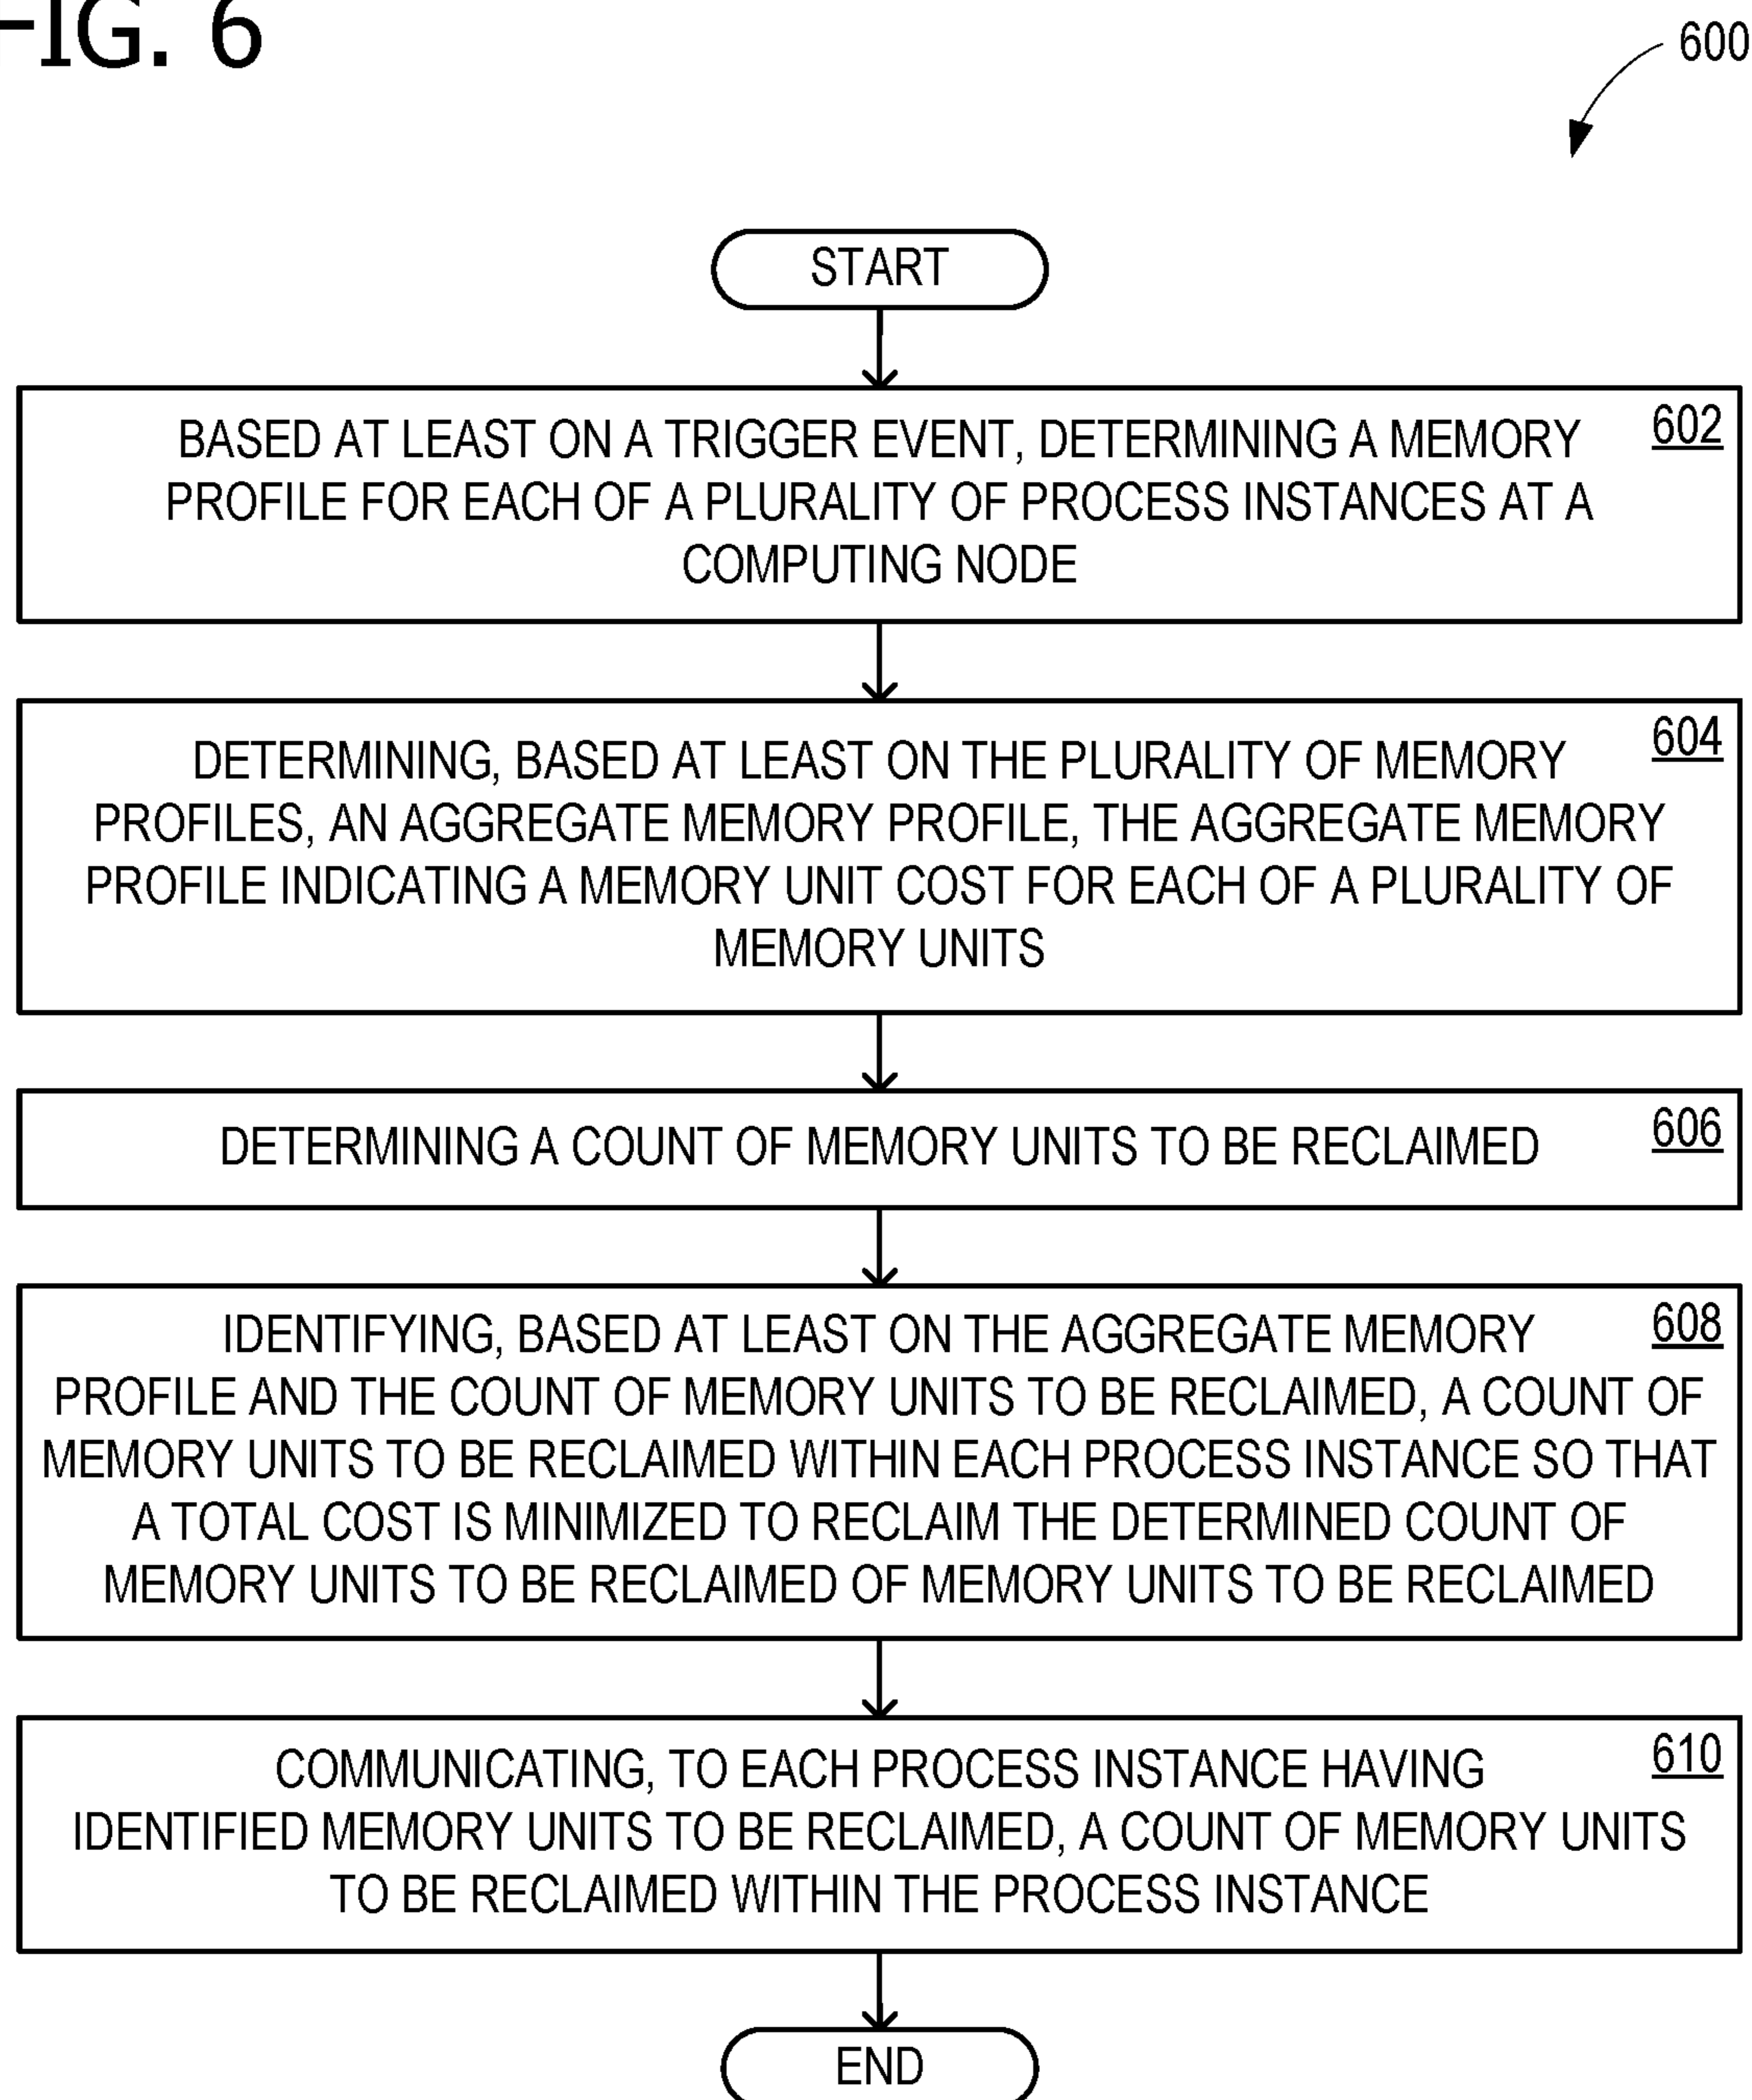 FIG. 6
600
START
602
BASED AT LEAST ON A TRIGGER EVENT, DETERMINING A MEMORY
PROFILE FOR EACH OF A PLURALITY OF PROCESS INSTANCES AT A
COMPUTING NODE
604
DETERMINING, BASED AT LEAST ON THE PLURALITY OF MEMORY
PROFILES, AN AGGREGATE MEMORY PROFILE, THE AGGREGATE MEMORY
PROFILE INDICATING A MEMORY UNIT COST FOR EACH OF A PLURALITY OF
MEMORY UNITS
606
DETERMINING A COUNT OF MEMORY UNITS TO BE RECLAIMED
608
IDENTIFYING, BASED AT LEAST ON THE AGGREGATE MEMORY
PROFILE AND THE COUNT OF MEMORY UNITS TO BE RECLAIMED, A COUNT OF
MEMORY UNITS TO BE RECLAIMED WITHIN EACH PROCESS INSTANCE SO THAT
A TOTAL COST IS MINIMIZED TO RECLAIM THE DETERMINED COUNT OF
MEMORY UNITS TO BE RECLAIMED OF MEMORY UNITS TO BE RECLAIMED
610
COMMUNICATING, TO EACH PROCESS INSTANCE HAVING
IDENTIFIED MEMORY UNITS TO BE RECLAIMED, A COUNT OF MEMORY UNITS
TO BE RECLAIMED WITHIN THE PROCESS INSTANCE
END